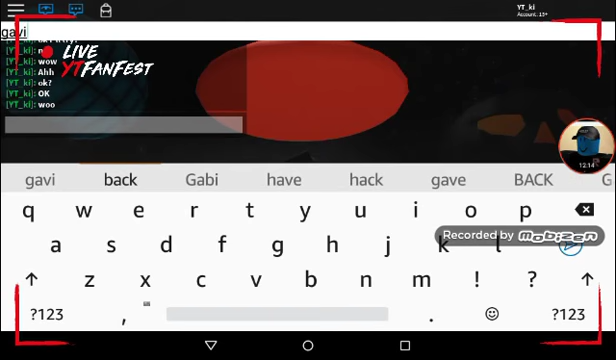 YT_ki
Account: 13+
gavi
LIVE
YTFANFEST
[YT_ki]: wow
[YT_ki]: Ahh
[YT_ki]: ok?
[YT_ki]: OK
[YT_ki]: woo
12:14
gavi back Gabi have hack gave BACK G
q w e r t y u i o p
a s d f g h j k l
Recorded by MOBIZEN
z x c v b n m ! ?
?123 , . ?123